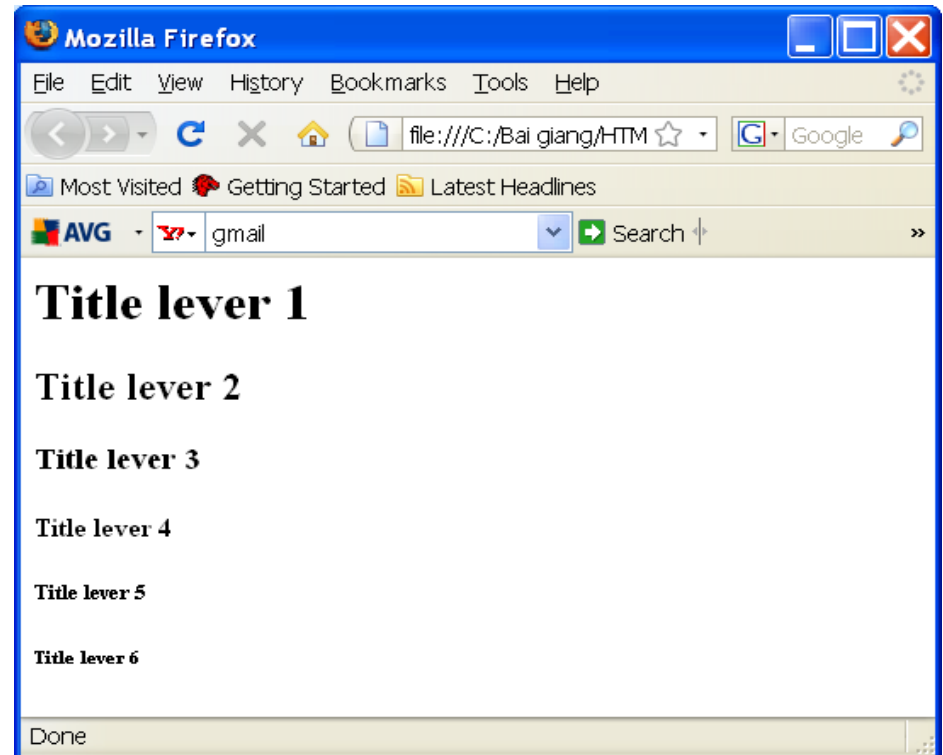 Mozilla Firefox
File Edit View History Bookmarks Tools Help
file:///C:/Bai giang/HTM G Google
Most Visited Getting Started Latest Headlines
AVG Y? gmail Search »
Title lever 1
Title lever 2
Title lever 3
Title lever 4
Title lever 5
Title lever 6
Done